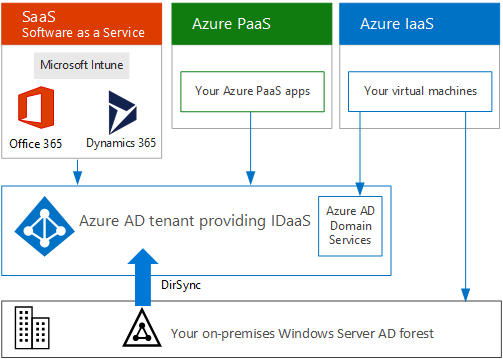 SaaS
Software as a Service
Microsoft Intune
Office 365
Dynamics 365
Azure PaaS
Your Azure PaaS apps
Azure IaaS
Your virtual machines
Azure AD tenant providing IDaaS
Azure AD
Domain
Services
DirSync
Your on-premises Windows Server AD forest